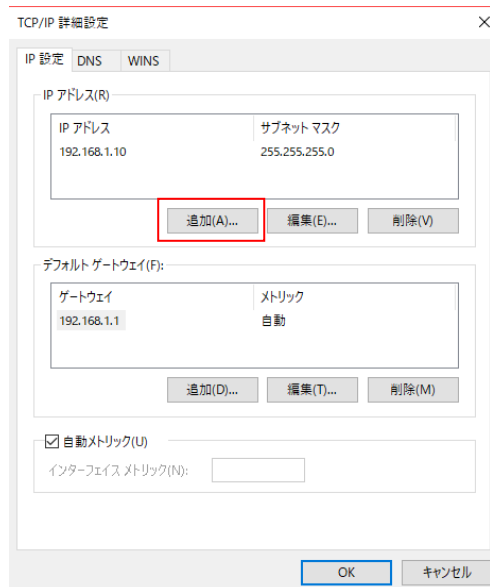 TCP/IP 詳細設定
IP 設定 DNS WINS
IP アドレス(R)
IP アドレス サブネット マスク
192.168.1.10 255.255.255.0
追加(A)... 編集(E)... 削除(V)
デフォルト ゲートウェイ(F):
ゲートウェイ メトリック
192.168.1.1 自動
追加(D)... 編集(T)... 削除(M)
自動メトリック(U)
インターフェイス メトリック(N):
OK キャンセル